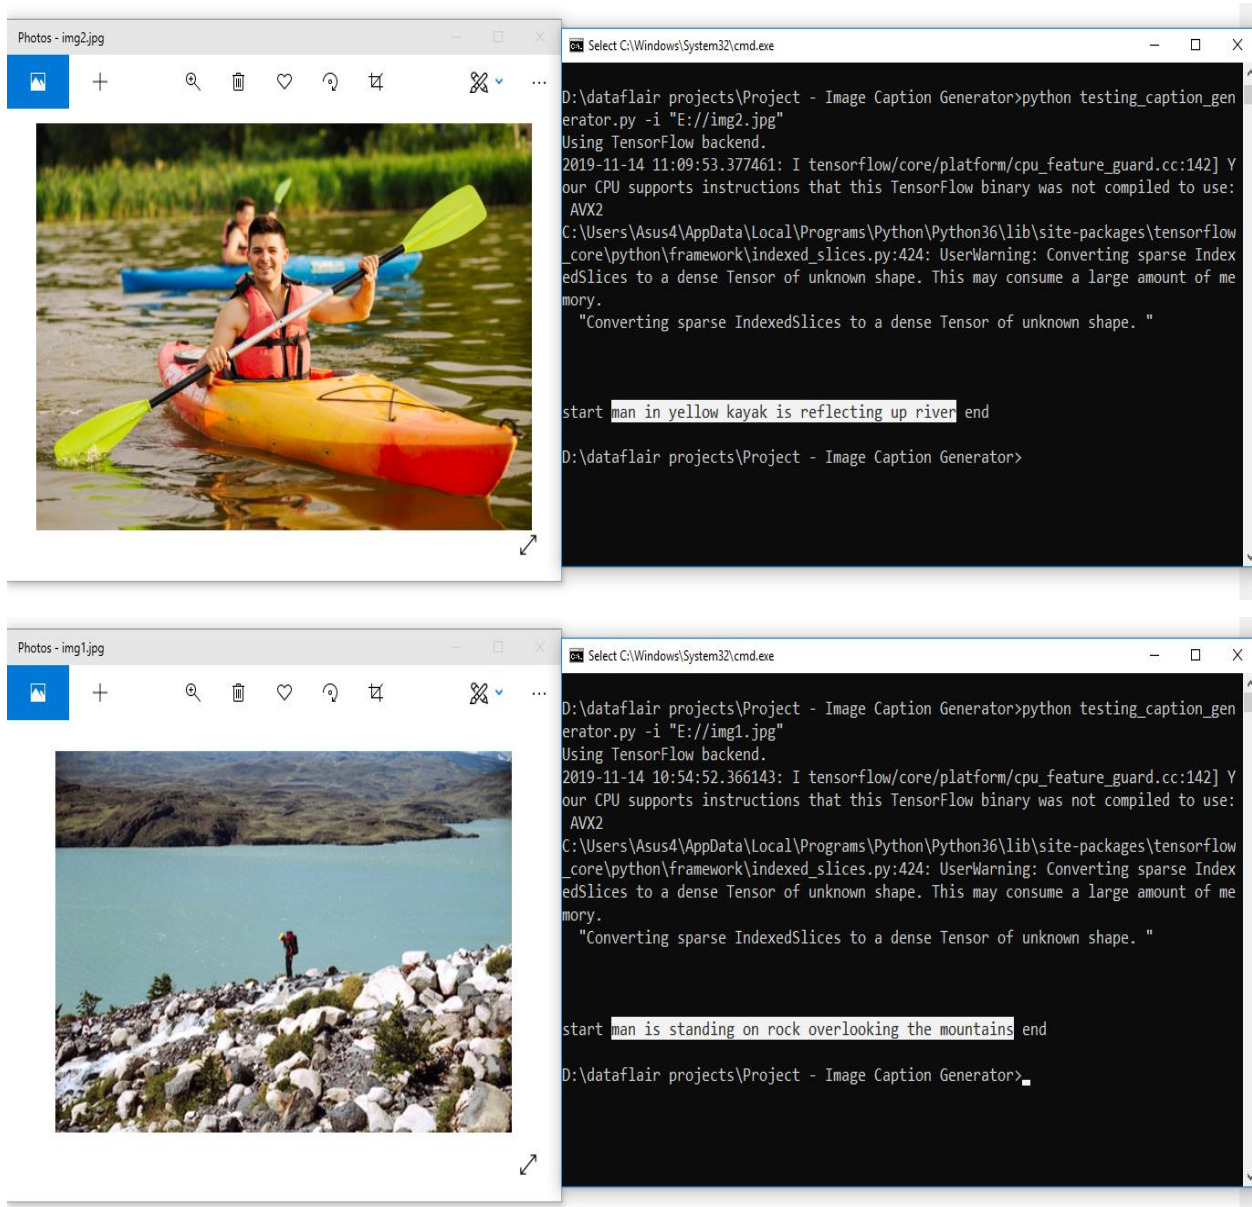 Photos - img2.jpg
Select C:\Windows\System32\cmd.exe
D:\dataflair projects\Project - Image Caption Generator>python testing_caption_gen
erator.py -i "E://img2.jpg"
Using TensorFlow backend.
2019-11-14 11:09:53.377461: I tensorflow/core/platform/cpu_feature_guard.cc:142] Y
our CPU supports instructions that this TensorFlow binary was not compiled to use:
 AVX2
C:\Users\Asus4\AppData\Local\Programs\Python\Python36\lib\site-packages\tensorflow
_core\python\framework\indexed_slices.py:424: UserWarning: Converting sparse Index
edSlices to a dense Tensor of unknown shape. This may consume a large amount of me
mory.
  "Converting sparse IndexedSlices to a dense Tensor of unknown shape. "
start man in yellow kayak is reflecting up river end
D:\dataflair projects\Project - Image Caption Generator>
Photos - img1.jpg
Select C:\Windows\System32\cmd.exe
D:\dataflair projects\Project - Image Caption Generator>python testing_caption_gen
erator.py -i "E://img1.jpg"
Using TensorFlow backend.
2019-11-14 10:54:52.366143: I tensorflow/core/platform/cpu_feature_guard.cc:142] Y
our CPU supports instructions that this TensorFlow binary was not compiled to use:
 AVX2
C:\Users\Asus4\AppData\Local\Programs\Python\Python36\lib\site-packages\tensorflow
_core\python\framework\indexed_slices.py:424: UserWarning: Converting sparse Index
edSlices to a dense Tensor of unknown shape. This may consume a large amount of me
mory.
  "Converting sparse IndexedSlices to a dense Tensor of unknown shape. "
start man is standing on rock overlooking the mountains end
D:\dataflair projects\Project - Image Caption Generator>